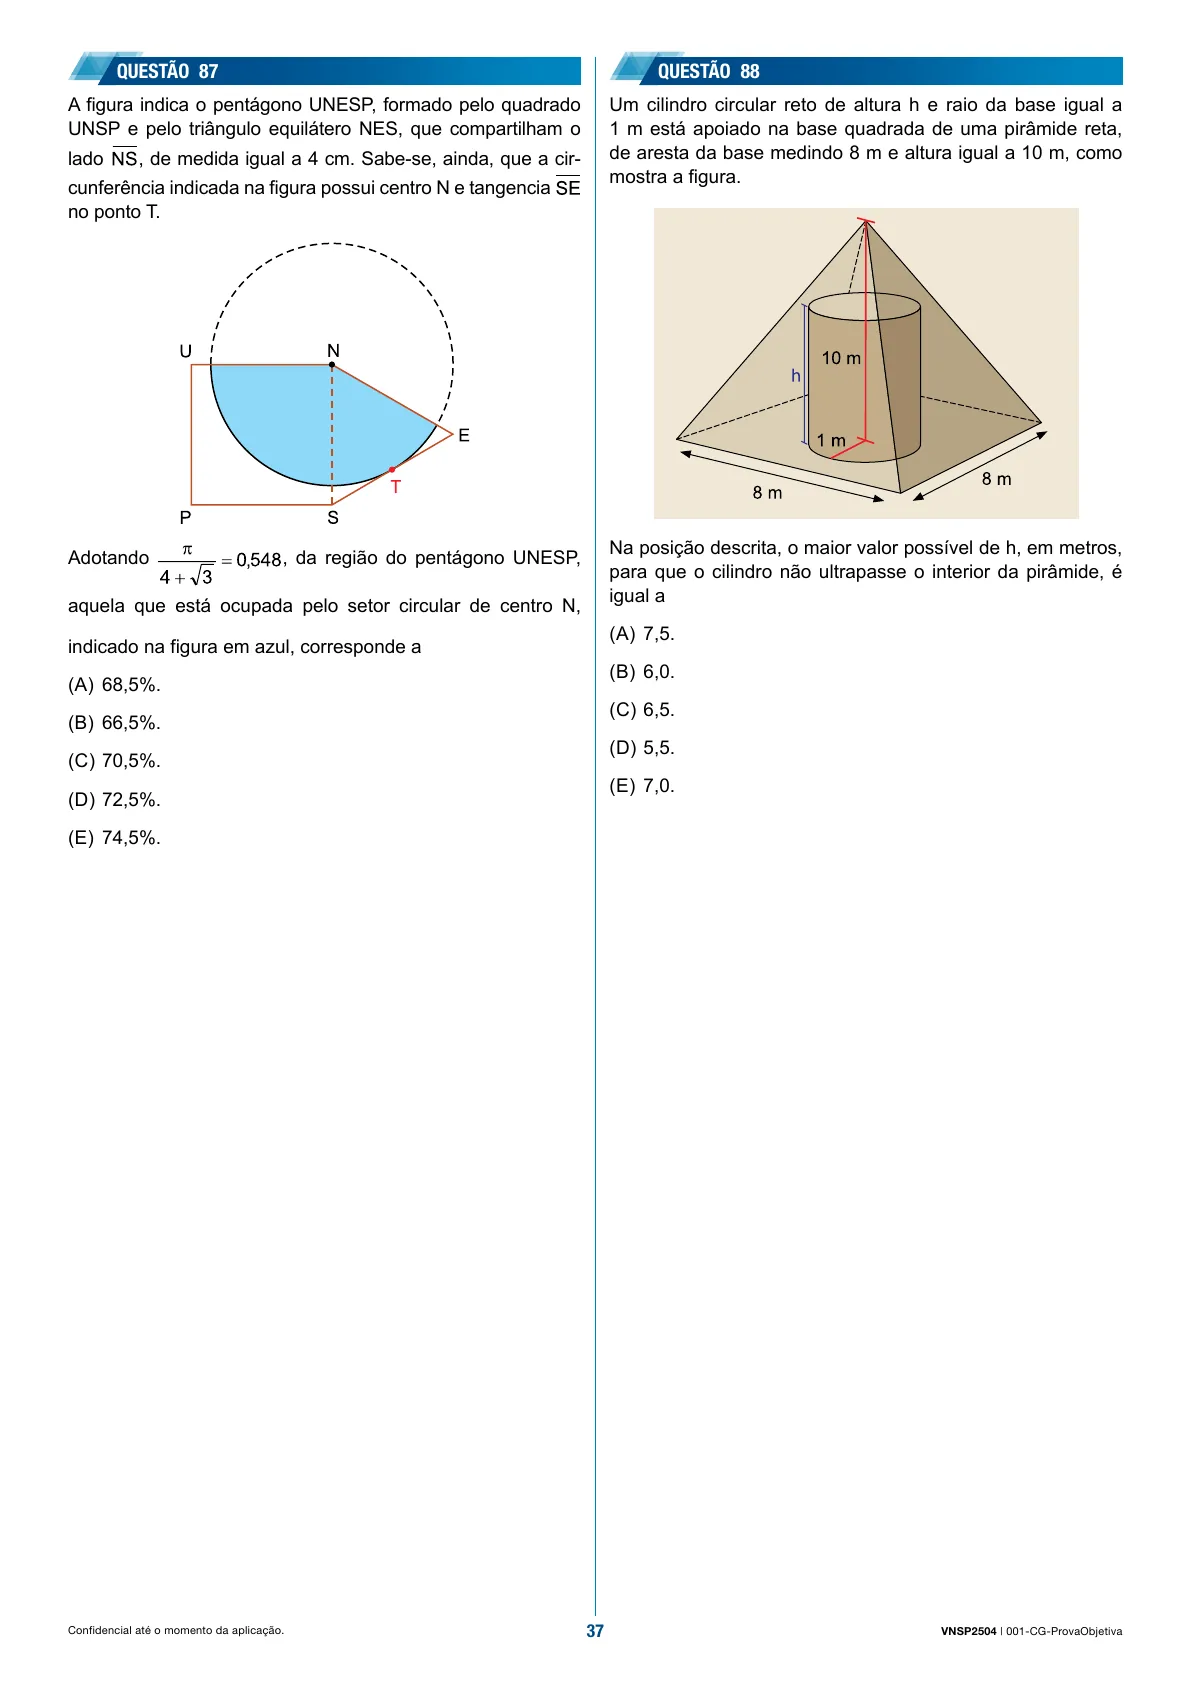 QUESTÃO 87
A figura indica o pentágono UNESP, formado pelo quadrado
UNSP e pelo triângulo equilátero NES, que compartilham o
lado NS, de medida igual a 4 cm. Sabe-se, ainda, que a cir-
cunferência indicada na figura possui centro N e tangencia SE
no ponto T.
U
N
E
T
P
S
Adotando π / (4 + √3) = 0,548, da região do pentágono UNESP,
aquela que está ocupada pelo setor circular de centro N,
indicado na figura em azul, corresponde a
(A) 68,5%.
(B) 66,5%.
(C) 70,5%.
(D) 72,5%.
(E) 74,5%.
QUESTÃO 88
Um cilindro circular reto de altura h e raio da base igual a
1 m está apoiado na base quadrada de uma pirâmide reta,
de aresta da base medindo 8 m e altura igual a 10 m, como
mostra a figura.
10 m
h
1 m
8 m
8 m
Na posição descrita, o maior valor possível de h, em metros,
para que o cilindro não ultrapasse o interior da pirâmide, é
igual a
(A) 7,5.
(B) 6,0.
(C) 6,5.
(D) 5,5.
(E) 7,0.
Confidencial até o momento da aplicação.
37
VNSP2504 | 001-CG-ProvaObjetiva